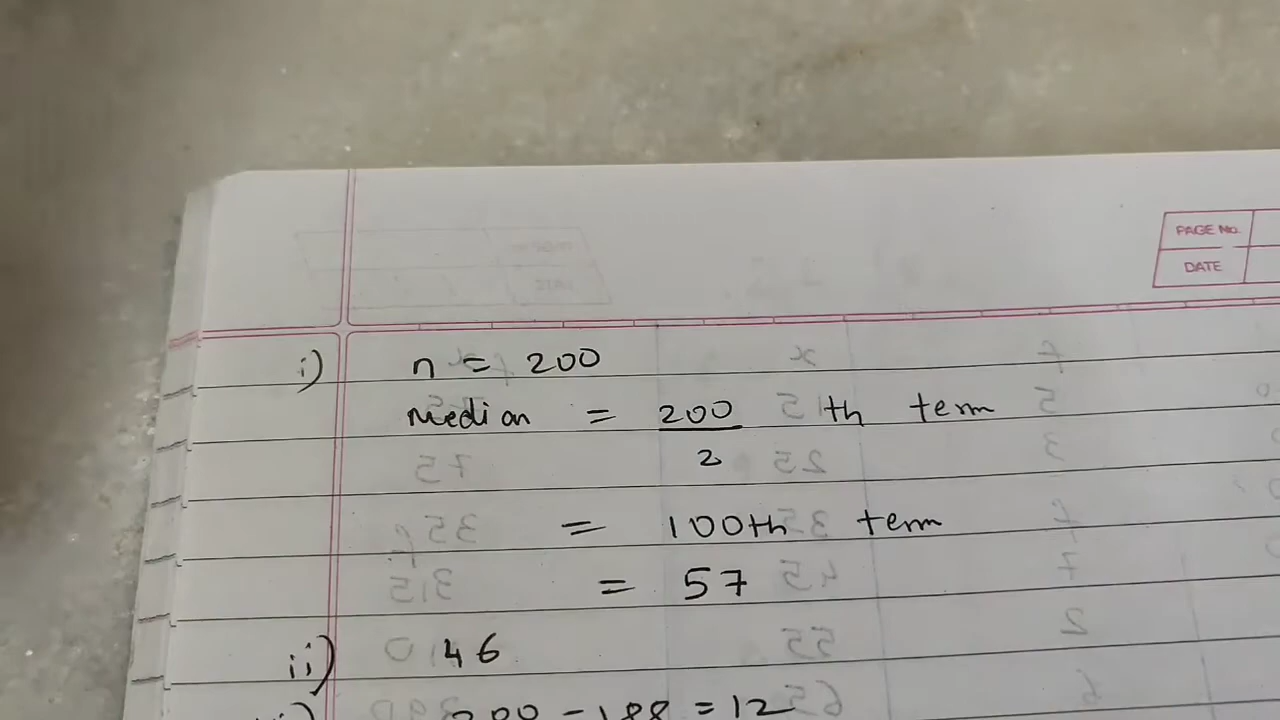 PAGE No.
DATE
i) n = 200
Median = 200 th term
2
= 100th term
= 57
ii) 46
200 - 188 = 12